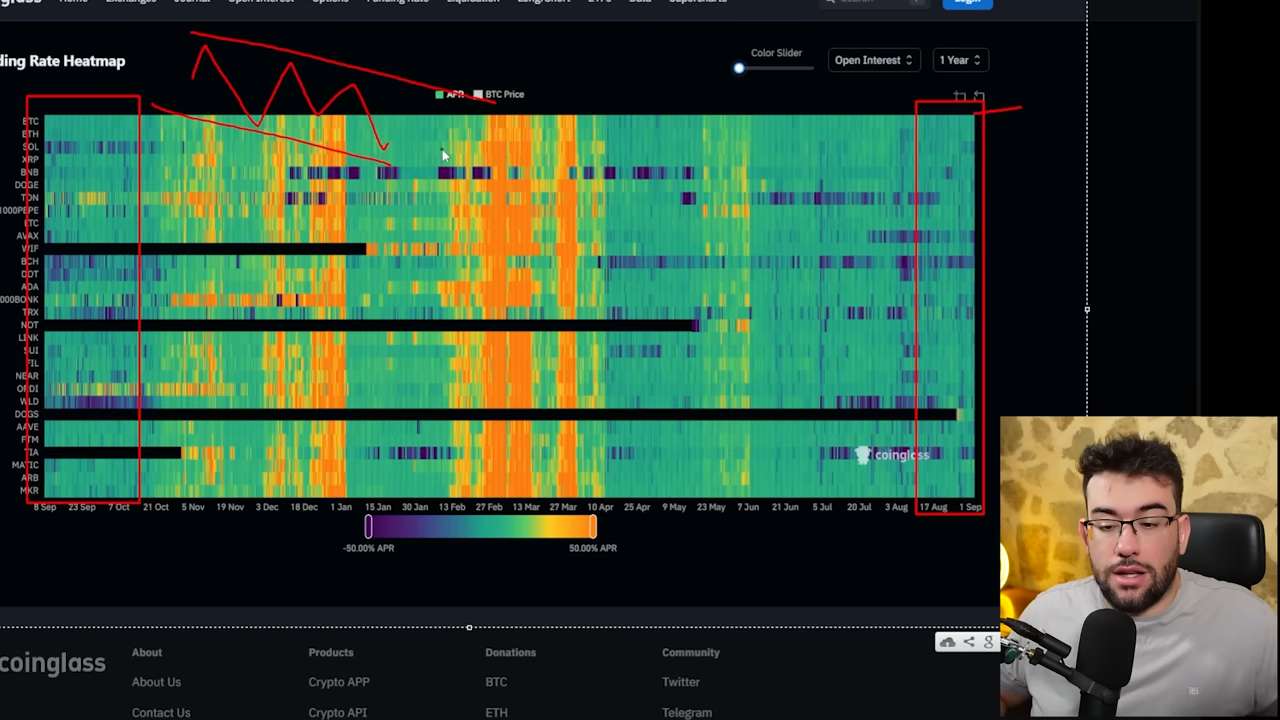 Options
Color Slider
ding Rate Heatmap
Open Interest
1 Year
APR BTC Price
BTC
ETH
SOL
XRP
BNB
DOGE
TON
1000PEPE
LTC
AVAX
WIF
BCH
DOT
ADA
000BONK
TRX
NOT
LINK
SUI
FIL
NEAR
ORDI
WLD
DOGS
AAVE
FTM
TIA
MATIC
ARB
MKR
coinglass
8 Sep 23 Sep 7 Oct 21 Oct 5 Nov 19 Nov 3 Dec 18 Dec 1 Jan 15 Jan 30 Jan 13 Feb 27 Feb 13 Mar 27 Mar 10 Apr 25 Apr 9 May 23 May 7 Jun 21 Jun 5 Jul 20 Jul 3 Aug 17 Aug 1 Sep
-50.00% APR 50.00% APR
coinglass
About Products Donations Community
About Us Crypto APP BTC Twitter
Contact Us Crypto API ETH Telegram